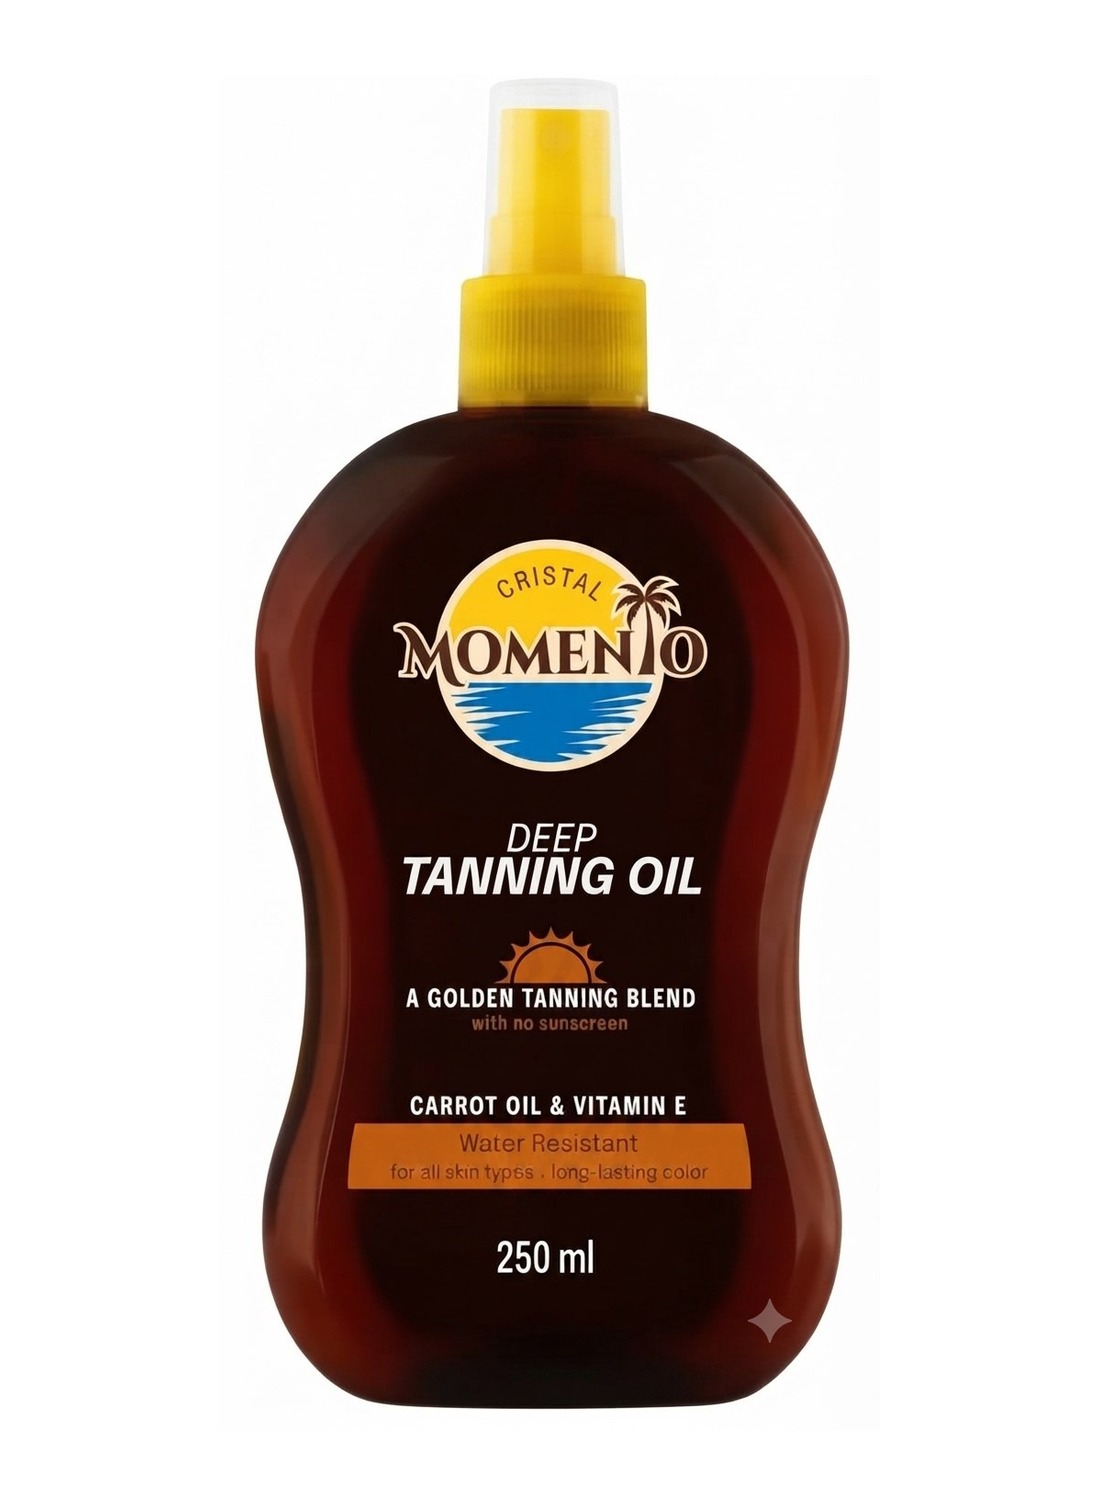 CRISTAL
MOMENTO
DEEP
TANNING OIL
A GOLDEN TANNING BLEND
with no sunscreen
CARROT OIL & VITAMIN E
Water Resistant
for all skin types . long-lasting color
250 ml